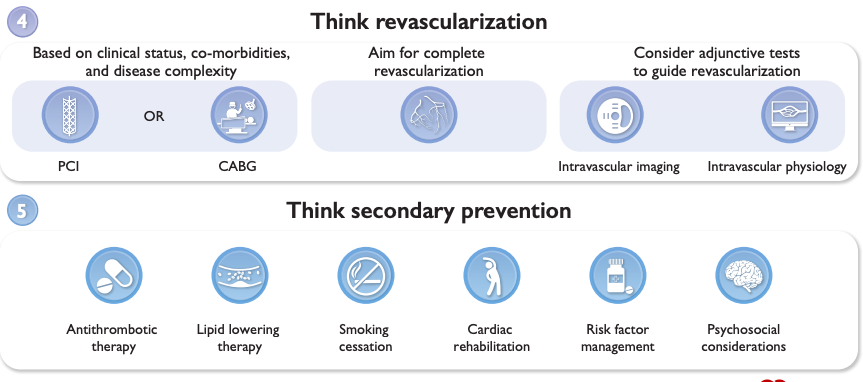 4
Think revascularization
Based on clinical status, co-morbidities,
and disease complexity
Aim for complete
revascularization
Consider adjunctive tests
to guide revascularization
OR
PCI
CABG
Intravascular imaging
Intravascular physiology
5
Think secondary prevention
Antithrombotic
therapy
Lipid lowering
therapy
Smoking
cessation
Cardiac
rehabilitation
Risk factor
management
Psychosocial
considerations